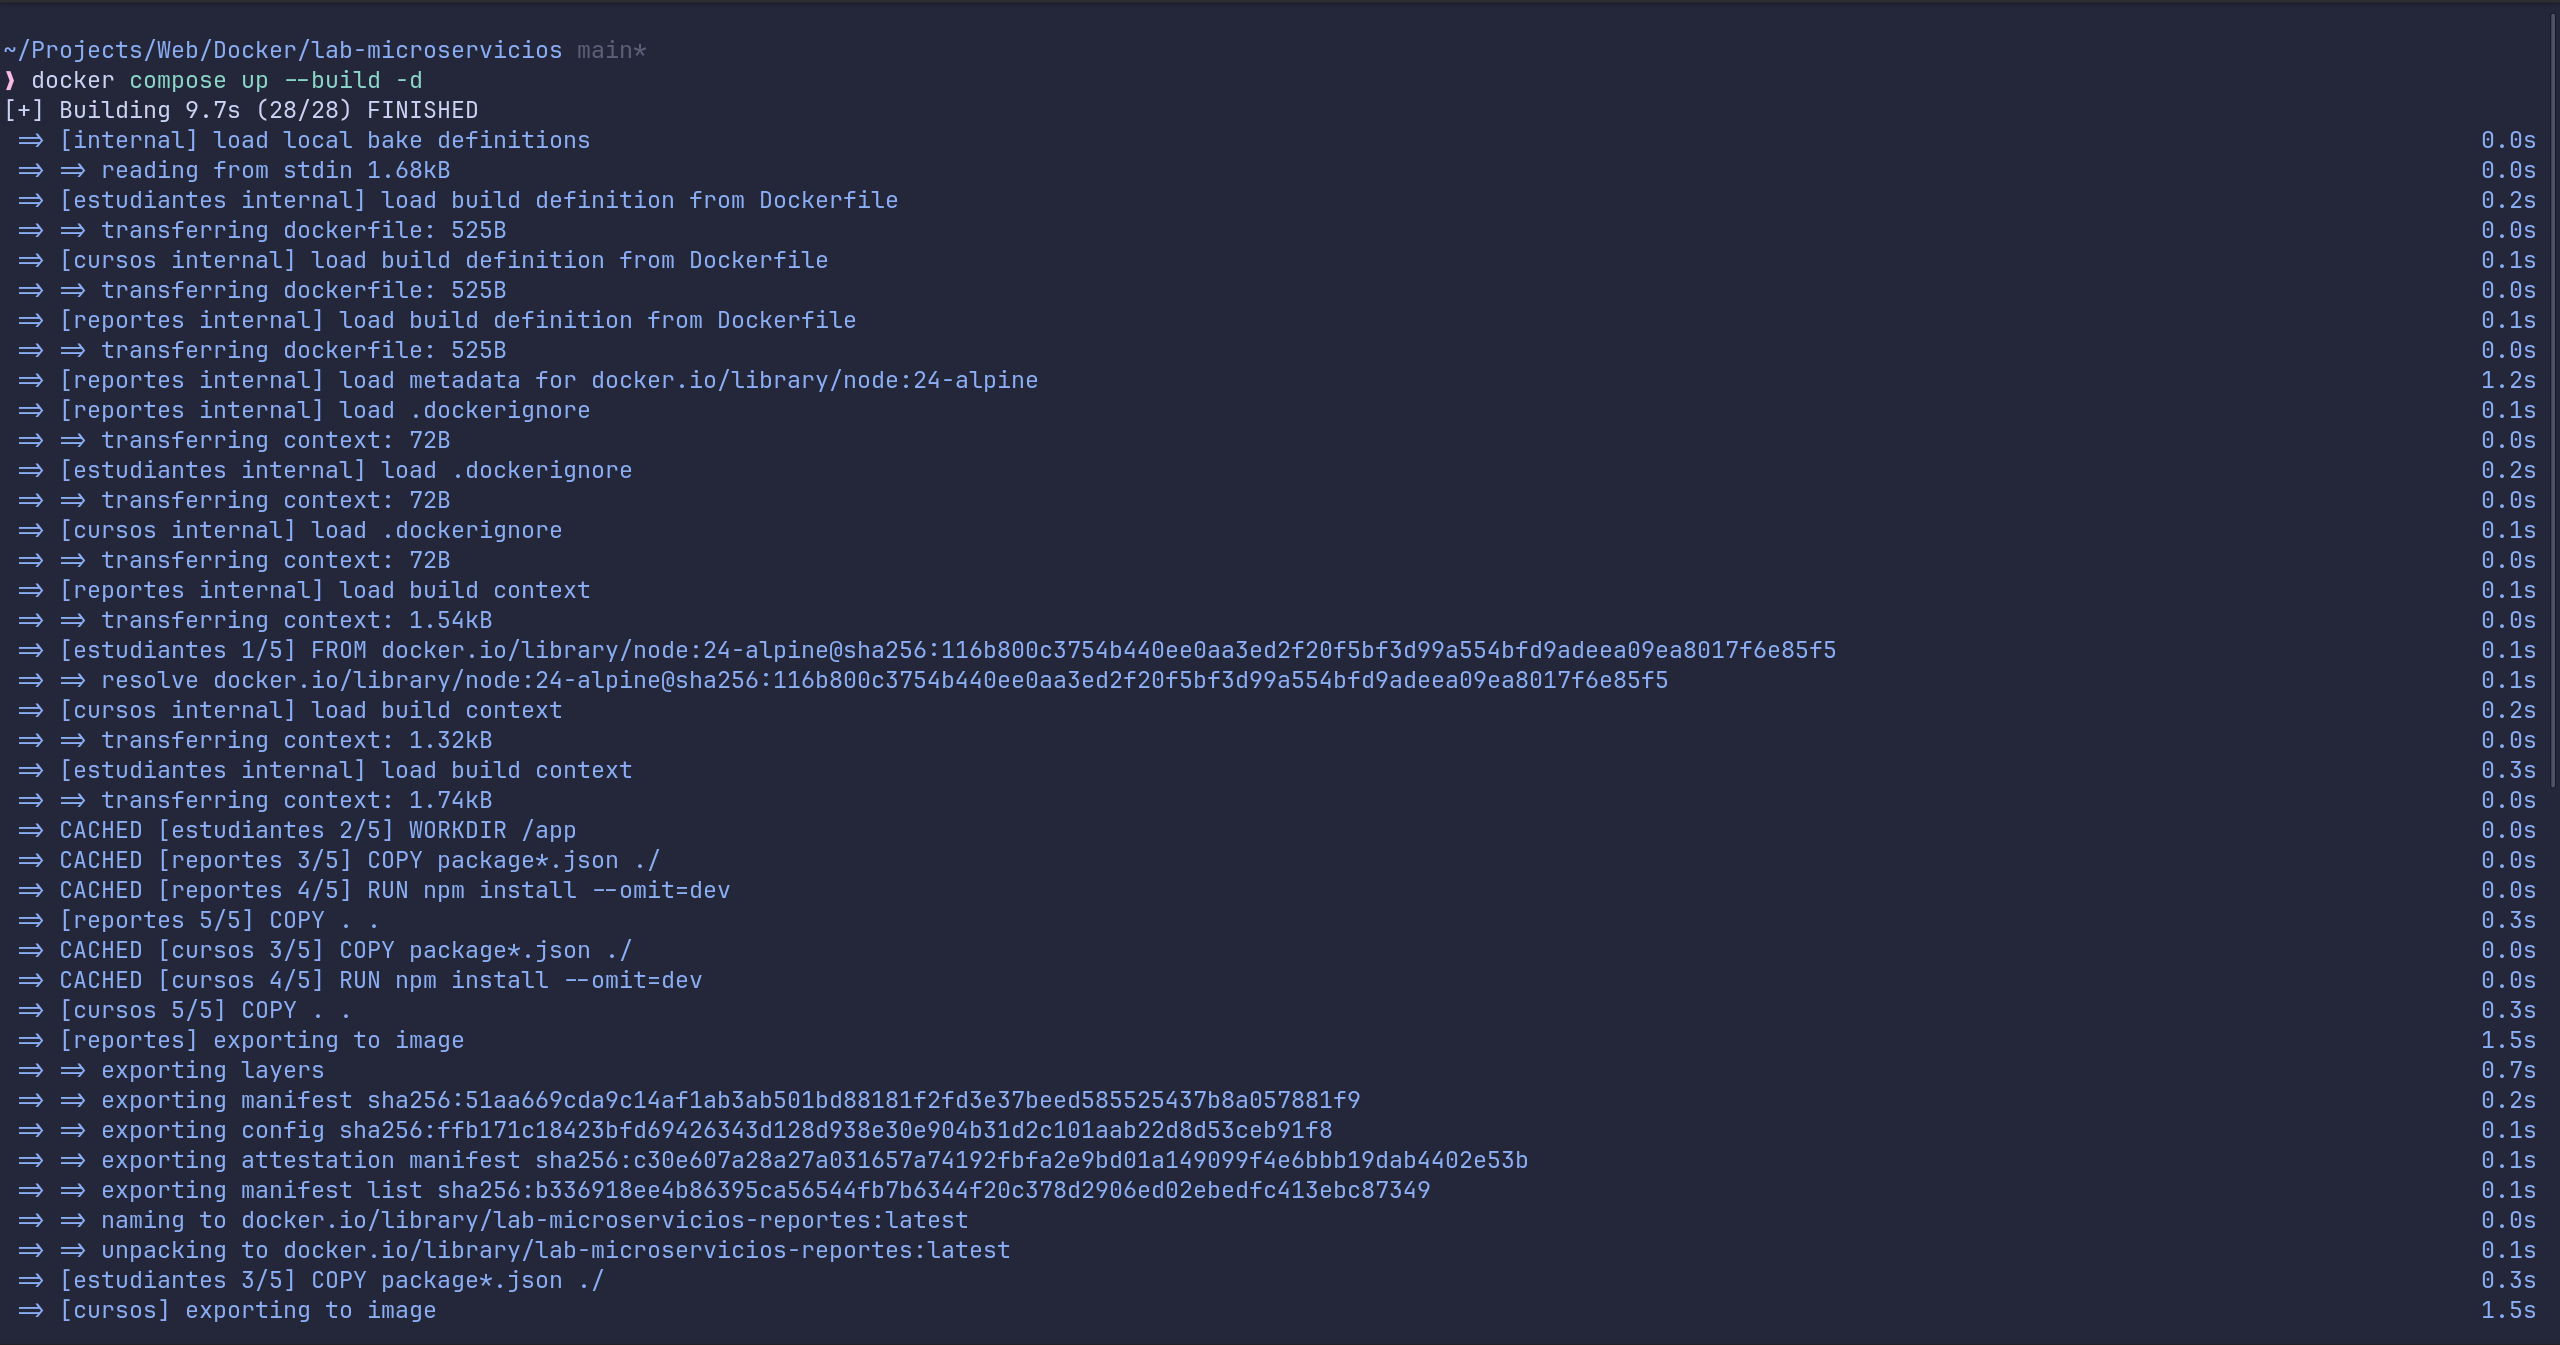 ~/Projects/Web/Docker/lab-microservicios main*
❯ docker compose up --build -d
[+] Building 9.7s (28/28) FINISHED
=> [internal] load local bake definitions 0.0s
=> => reading from stdin 1.68kB 0.0s
=> [estudiantes internal] load build definition from Dockerfile 0.2s
=> => transferring dockerfile: 525B 0.0s
=> [cursos internal] load build definition from Dockerfile 0.1s
=> => transferring dockerfile: 525B 0.0s
=> [reportes internal] load build definition from Dockerfile 0.1s
=> => transferring dockerfile: 525B 0.0s
=> [reportes internal] load metadata for docker.io/library/node:24-alpine 1.2s
=> [reportes internal] load .dockerignore 0.1s
=> => transferring context: 72B 0.0s
=> [estudiantes internal] load .dockerignore 0.2s
=> => transferring context: 72B 0.0s
=> [cursos internal] load .dockerignore 0.1s
=> => transferring context: 72B 0.0s
=> [reportes internal] load build context 0.1s
=> => transferring context: 1.54kB 0.0s
=> [estudiantes 1/5] FROM docker.io/library/node:24-alpine@sha256:116b800c3754b440ee0aa3ed2f20f5bf3d99a554bfd9adeea09ea8017f6e85f5 0.1s
=> => resolve docker.io/library/node:24-alpine@sha256:116b800c3754b440ee0aa3ed2f20f5bf3d99a554bfd9adeea09ea8017f6e85f5 0.1s
=> [cursos internal] load build context 0.2s
=> => transferring context: 1.32kB 0.0s
=> [estudiantes internal] load build context 0.3s
=> => transferring context: 1.74kB 0.0s
=> CACHED [estudiantes 2/5] WORKDIR /app 0.0s
=> CACHED [reportes 3/5] COPY package*.json ./ 0.0s
=> CACHED [reportes 4/5] RUN npm install --omit=dev 0.0s
=> [reportes 5/5] COPY . . 0.3s
=> CACHED [cursos 3/5] COPY package*.json ./ 0.0s
=> CACHED [cursos 4/5] RUN npm install --omit=dev 0.0s
=> [cursos 5/5] COPY . . 0.3s
=> [reportes] exporting to image 1.5s
=> => exporting layers 0.7s
=> => exporting manifest sha256:51aa669cda9c14af1ab3ab501bd88181f2fd3e37beed585525437b8a057881f9 0.2s
=> => exporting config sha256:ffb171c18423bfd69426343d128d938e30e904b31d2c101aab22d8d53ceb91f8 0.1s
=> => exporting attestation manifest sha256:c30e607a28a27a031657a74192fbfa2e9bd01a149099f4e6bbb19dab4402e53b 0.1s
=> => exporting manifest list sha256:b336918ee4b86395ca56544fb7b6344f20c378d2906ed02ebedfc413ebc87349 0.1s
=> => naming to docker.io/library/lab-microservicios-reportes:latest 0.0s
=> => unpacking to docker.io/library/lab-microservicios-reportes:latest 0.1s
=> [estudiantes 3/5] COPY package*.json ./ 0.3s
=> [cursos] exporting to image 1.5s